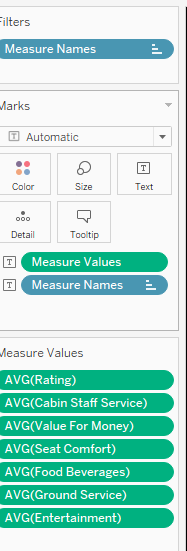 Filters
Measure Names
Marks
Automatic
Color
Size
Text
Detail
Tooltip
Measure Values
Measure Names
Measure Values
AVG(Rating)
AVG(Cabin Staff Service)
AVG(Value For Money)
AVG(Seat Comfort)
AVG(Food Beverages)
AVG(Ground Service)
AVG(Entertainment)